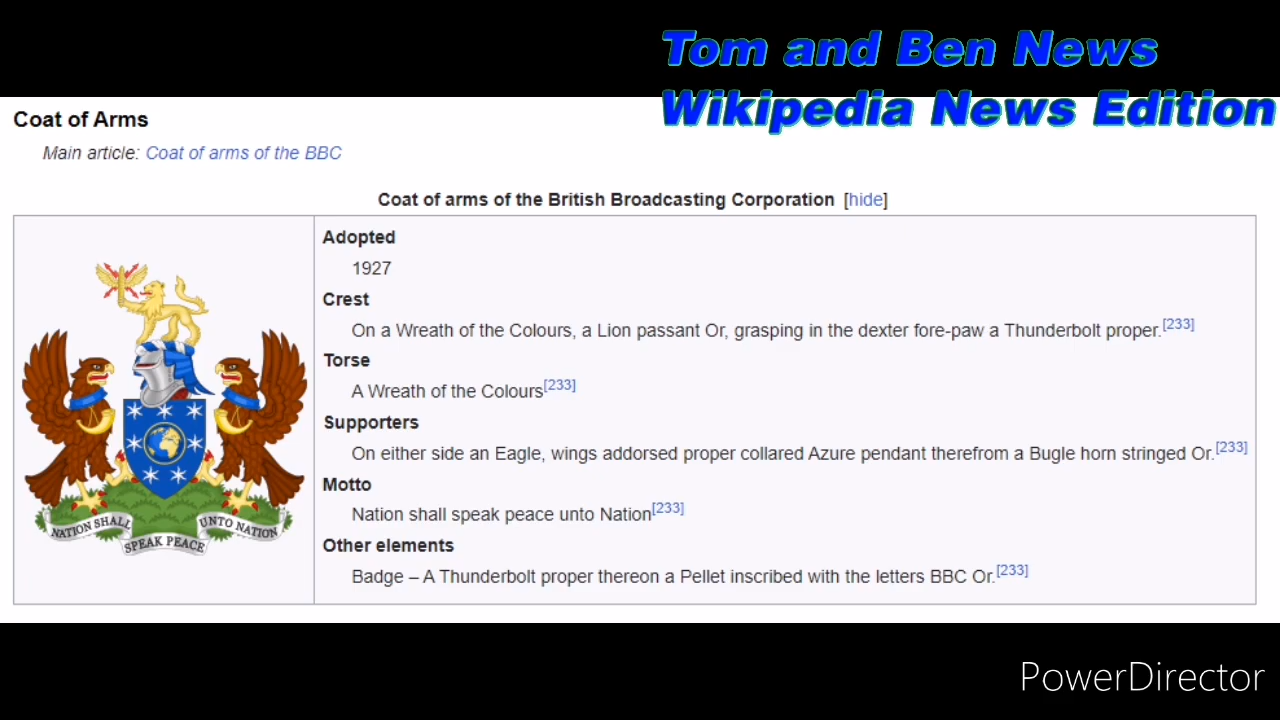 Tom and Ben News
Wikipedia News Edition
Coat of Arms
Main article: Coat of arms of the BBC
Coat of arms of the British Broadcasting Corporation [hide]
Adopted
1927
Crest
On a Wreath of the Colours, a Lion passant Or, grasping in the dexter fore-paw a Thunderbolt proper.[233]
Torse
A Wreath of the Colours[233]
Supporters
On either side an Eagle, wings addorsed proper collared Azure pendant therefrom a Bugle horn stringed Or.[233]
Motto
Nation shall speak peace unto Nation[233]
Other elements
Badge – A Thunderbolt proper thereon a Pellet inscribed with the letters BBC Or.[233]
NATION SHALL
SPEAK PEACE
UNTO NATION
PowerDirector